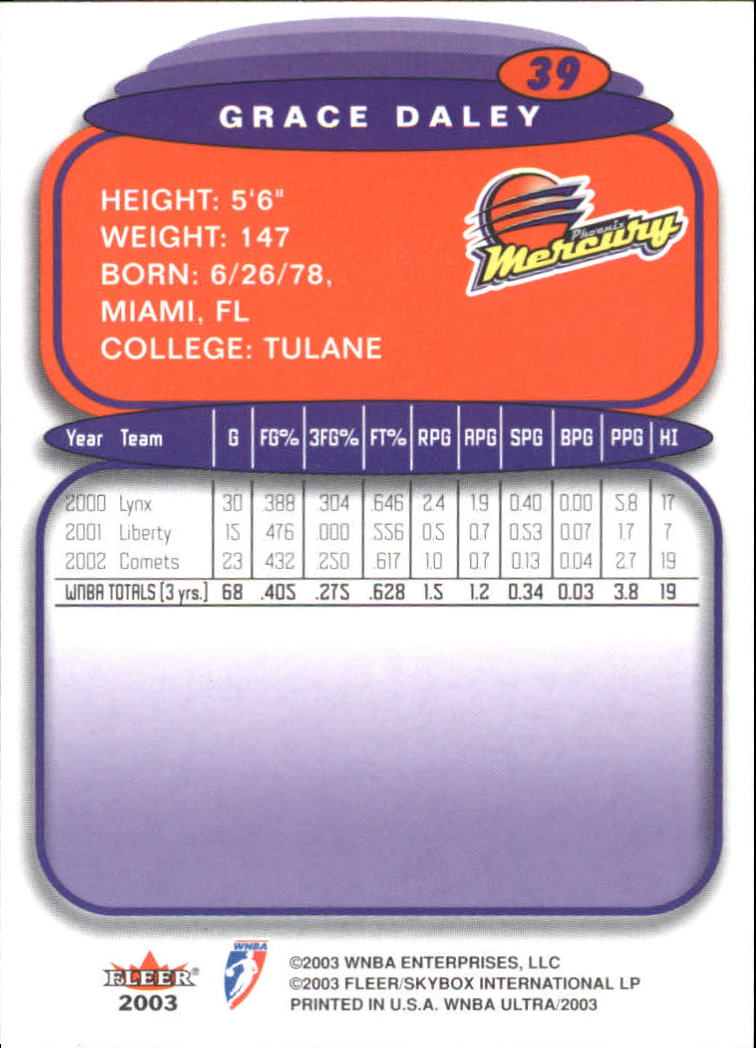 39
GRACE DALEY
HEIGHT: 5'6"
WEIGHT: 147
BORN: 6/26/78,
MIAMI, FL
COLLEGE: TULANE
Phoenix
Mercury
Year Team G FG% 3FG% FT% RPG APG SPG BPG PPG HI
2000 Lynx 30 .388 .304 .646 2.4 1.9 0.40 0.00 5.8 17
2001 Liberty 15 .476 .000 .556 0.5 0.7 0.53 0.07 1.7 7
2002 Comets 23 .432 .250 .617 1.0 0.7 0.13 0.04 2.7 19
WNBA TOTALS (3 yrs.) 68 .405 .275 .628 1.5 1.2 0.34 0.03 3.8 19
FLEER®
2003
WNBA
©2003 WNBA ENTERPRISES, LLC
©2003 FLEER/SKYBOX INTERNATIONAL LP
PRINTED IN U.S.A. WNBA ULTRA/2003